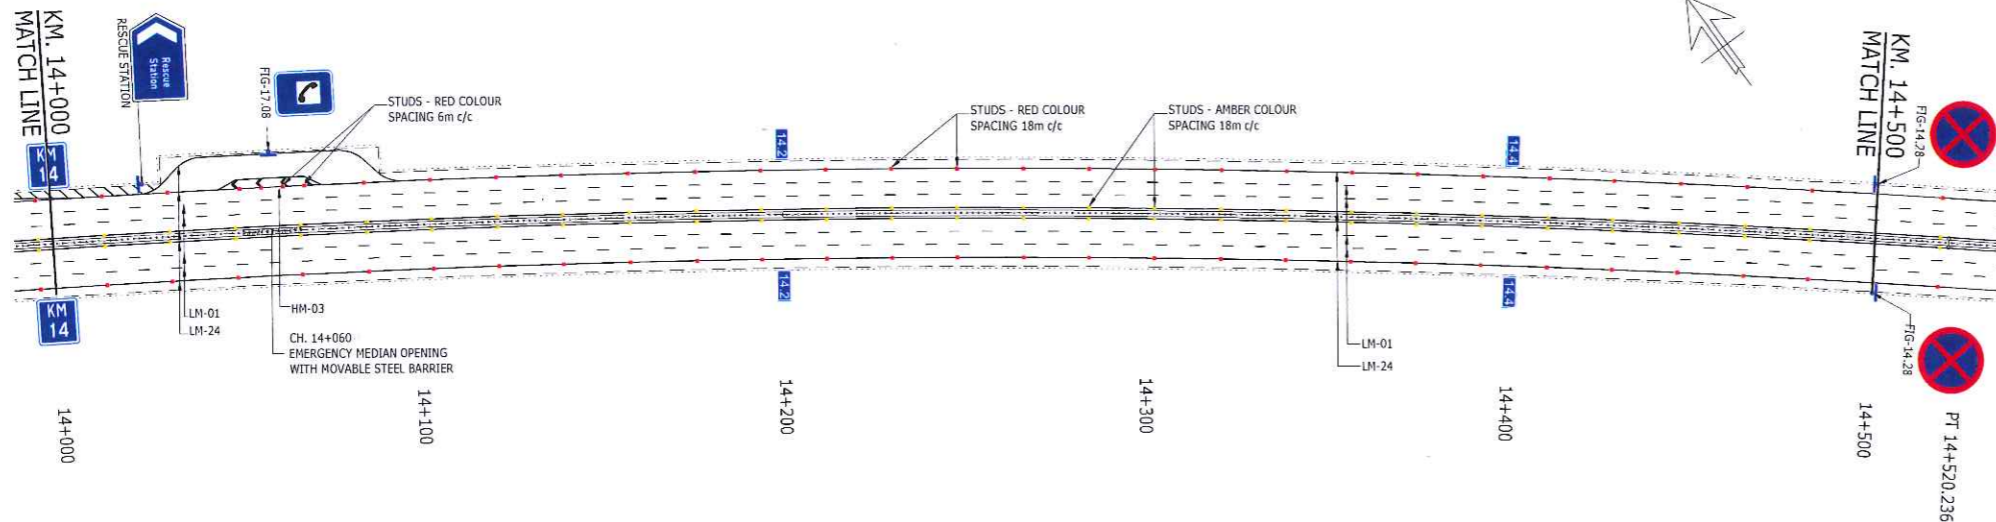 KM. 14+000
MATCH LINE
RESCUE STATION
Rescue
Station
FIG-17.08
STUDS - RED COLOUR
SPACING 6m c/c
STUDS - RED COLOUR
SPACING 18m c/c
STUDS - AMBER COLOUR
SPACING 18m c/c
KM. 14+500
MATCH LINE
FIG-14.28
KM
14
14.2
14.4
KM
14
14.2
14.4
LM-01
LM-24
HM-03
CH. 14+060
EMERGENCY MEDIAN OPENING
WITH MOVABLE STEEL BARRIER
LM-01
LM-24
FIG-14.28
14+000
14+100
14+200
14+300
14+400
14+500
PT 14+520.236